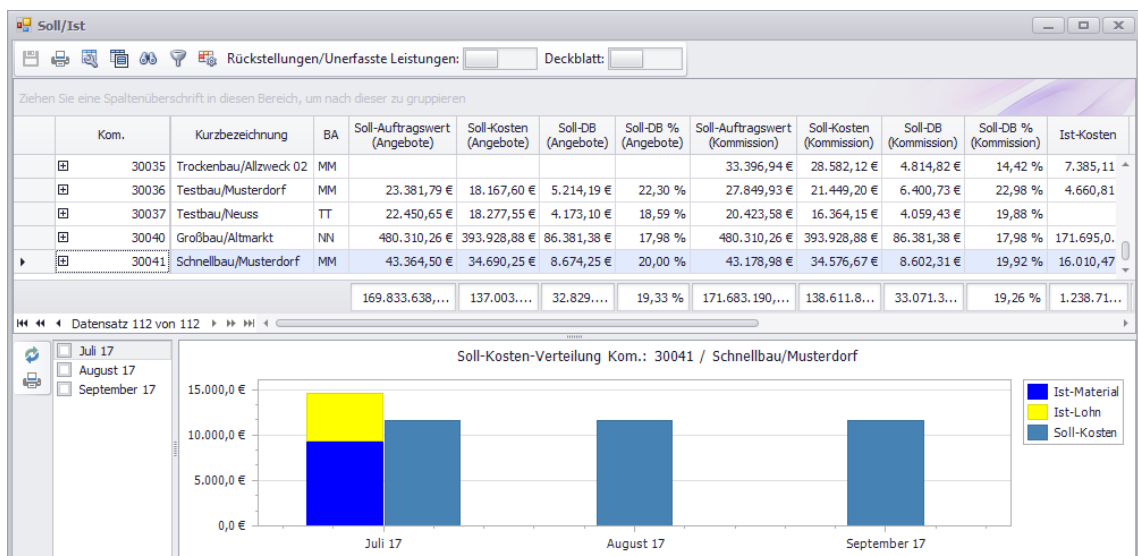 Soll/Ist
Rückstellungen/Unerfasste Leistungen: Deckblatt:
Ziehen Sie eine Spaltenüberschrift in diesen Bereich, um nach dieser zu gruppieren
Kom. Kurzbezeichnung BA Soll-Auftragswert (Angebote) Soll-Kosten (Angebote) Soll-DB (Angebote) Soll-DB % (Angebote) Soll-Auftragswert (Kommission) Soll-Kosten (Kommission) Soll-DB (Kommission) Soll-DB % (Kommission) Ist-Kosten
30035 Trockenbau/Allzweck 02 MM 33.396,94 € 28.582,12 € 4.814,82 € 14,42 % 7.385,11
30036 Testbau/Musterdorf MM 23.381,79 € 18.167,60 € 5.214,19 € 22,30 % 27.849,93 € 21.449,20 € 6.400,73 € 22,98 % 4.660,81
30037 Testbau/Neuss TT 22.450,65 € 18.277,55 € 4.173,10 € 18,59 % 20.423,58 € 16.364,15 € 4.059,43 € 19,88 %
30040 Großbau/Altmarkt NN 480.310,26 € 393.928,88 € 86.381,38 € 17,98 % 480.310,26 € 393.928,88 € 86.381,38 € 17,98 % 171.695,0.
30041 Schnellbau/Musterdorf MM 43.364,50 € 34.690,25 € 8.674,25 € 20,00 % 43.178,98 € 34.576,67 € 8.602,31 € 19,92 % 16.010,47
169.833.638,... 137.003.... 32.829.... 19,33 % 171.683.190,... 138.611.8... 33.071.3... 19,26 % 1.238.71...
Datensatz 112 von 112
Juli 17
August 17
September 17
Soll-Kosten-Verteilung Kom.: 30041 / Schnellbau/Musterdorf
15.000,0 €
10.000,0 €
5.000,0 €
0,0 €
Juli 17 August 17 September 17
Ist-Material
Ist-Lohn
Soll-Kosten